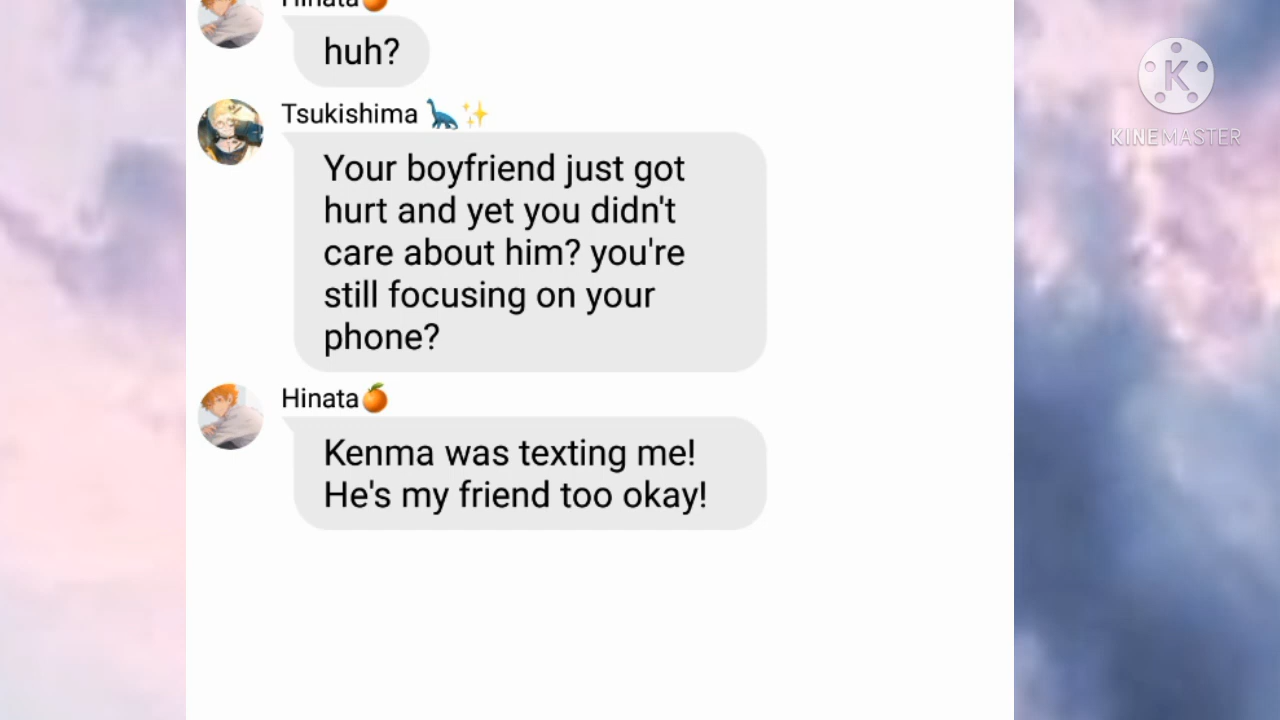 Hinata🍊
huh?
Tsukishima 🦕✨
Your boyfriend just got
hurt and yet you didn't
care about him? you're
still focusing on your
phone?
Hinata🍊
Kenma was texting me!
He's my friend too okay!
K
KINEMASTER